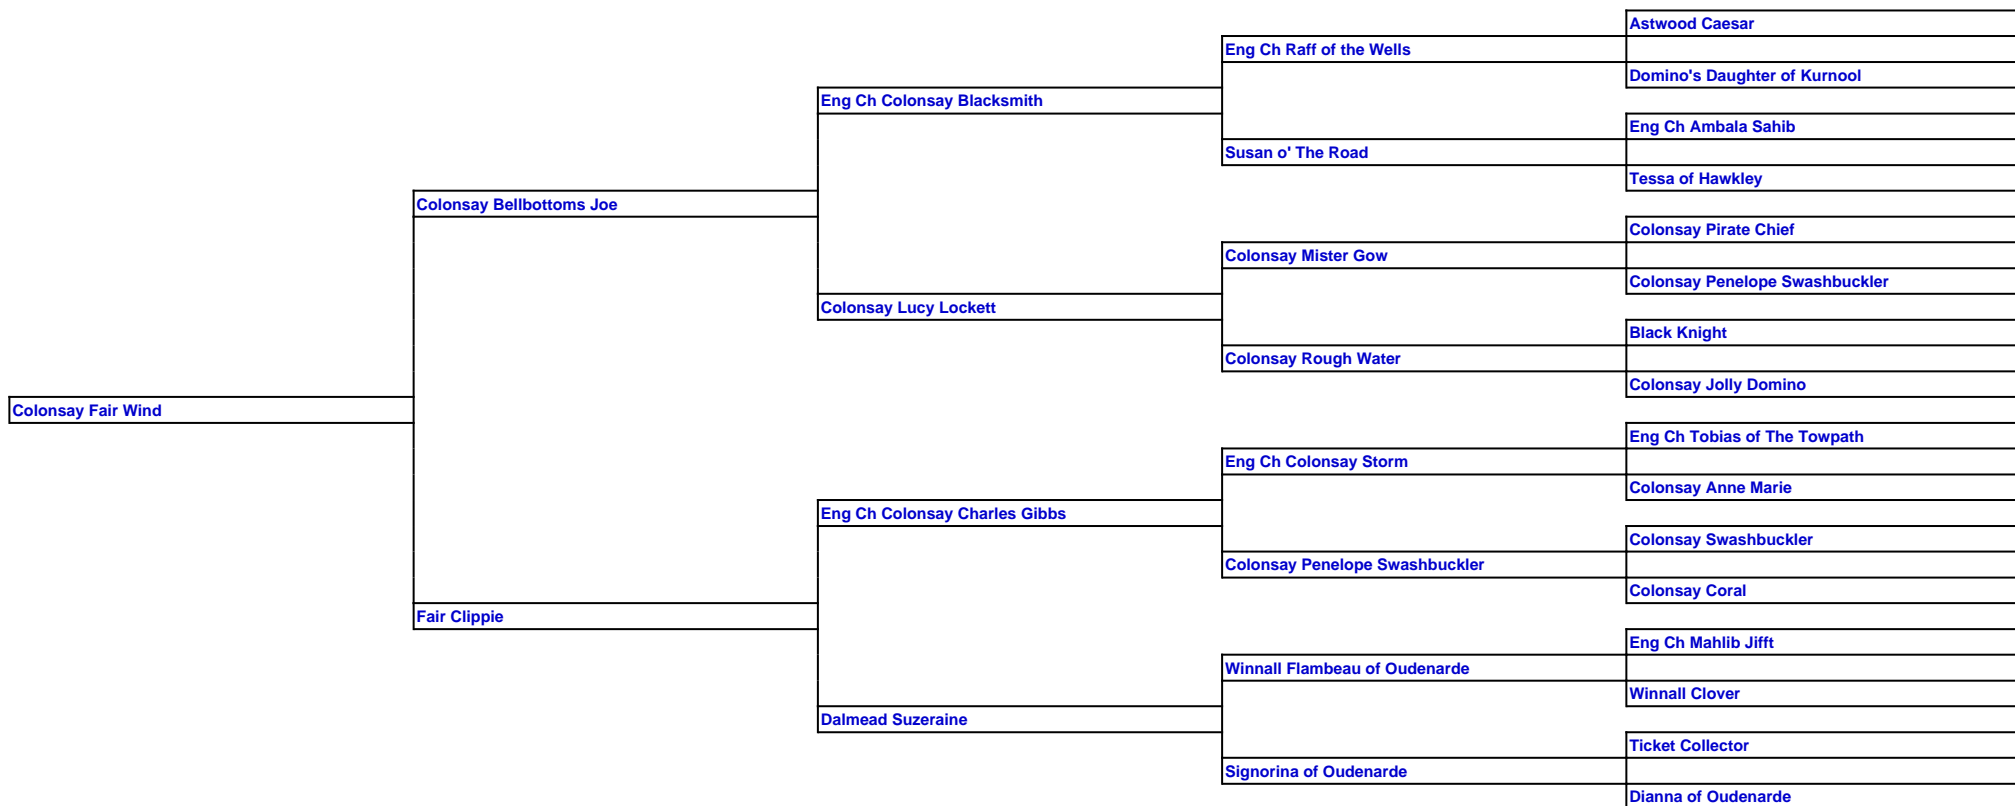 Astwood Caesar
Eng Ch Raff of the Wells
Domino's Daughter of Kurnool
Eng Ch Colonsay Blacksmith
Eng Ch Ambala Sahib
Susan o' The Road
Tessa of Hawkley
Colonsay Bellbottoms Joe
Colonsay Pirate Chief
Colonsay Mister Gow
Colonsay Penelope Swashbuckler
Colonsay Lucy Lockett
Black Knight
Colonsay Rough Water
Colonsay Jolly Domino
Colonsay Fair Wind
Eng Ch Tobias of The Towpath
Eng Ch Colonsay Storm
Colonsay Anne Marie
Eng Ch Colonsay Charles Gibbs
Colonsay Swashbuckler
Colonsay Penelope Swashbuckler
Colonsay Coral
Fair Clippie
Eng Ch Mahlib Jifft
Winnall Flambeau of Oudenarde
Winnall Clover
Dalmead Suzeraine
Ticket Collector
Signorina of Oudenarde
Dianna of Oudenarde